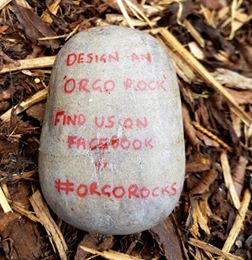 DESIGN AN
'ORGO ROCK'
FIND US ON
FACEBOOK
#ORGOROCKS